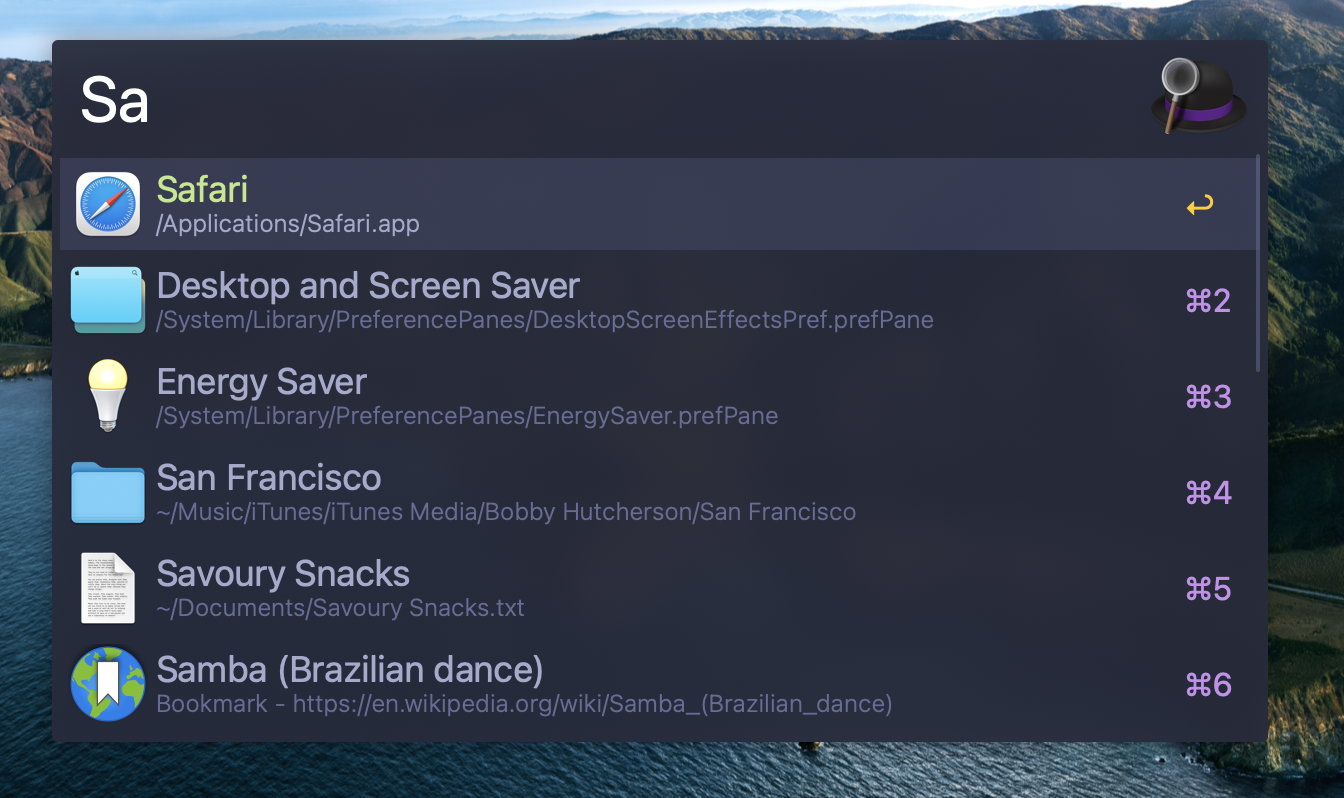 Sa
Safari
/Applications/Safari.app
↩
Desktop and Screen Saver
/System/Library/PreferencePanes/DesktopScreenEffectsPref.prefPane
⌘2
Energy Saver
/System/Library/PreferencePanes/EnergySaver.prefPane
⌘3
San Francisco
~/Music/iTunes/iTunes Media/Bobby Hutcherson/San Francisco
⌘4
Savoury Snacks
~/Documents/Savoury Snacks.txt
⌘5
Samba (Brazilian dance)
Bookmark - https://en.wikipedia.org/wiki/Samba_(Brazilian_dance)
⌘6